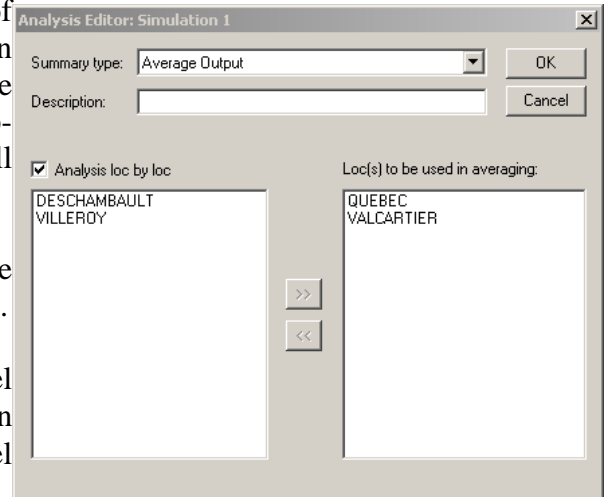 Analysis Editor: Simulation 1
Summary type: Average Output OK
Description: Cancel
Analysis loc by loc Loc(s) to be used in averaging:
DESCHAMBAULT
VILLEROY
QUEBEC
VALCARTIER
>>
<<